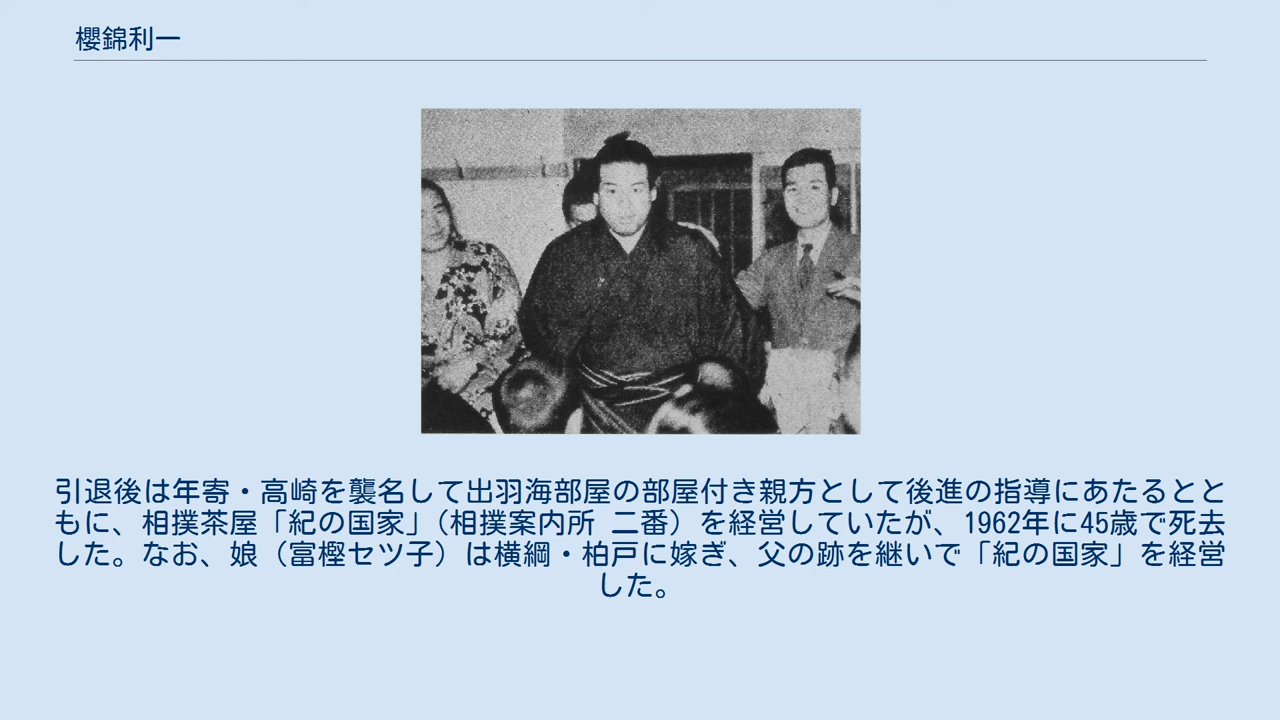 櫻錦利一
引退後は年寄・高崎を襲名して出羽海部屋の部屋付き親方として後進の指導にあたるとと
もに、相撲茶屋「紀の国家」（相撲案内所 二番）を経営していたが、1962年に45歳で死去
した。なお、娘（富樫セツ子）は横綱・柏戸に嫁ぎ、父の跡を継いで「紀の国家」を経営
した。